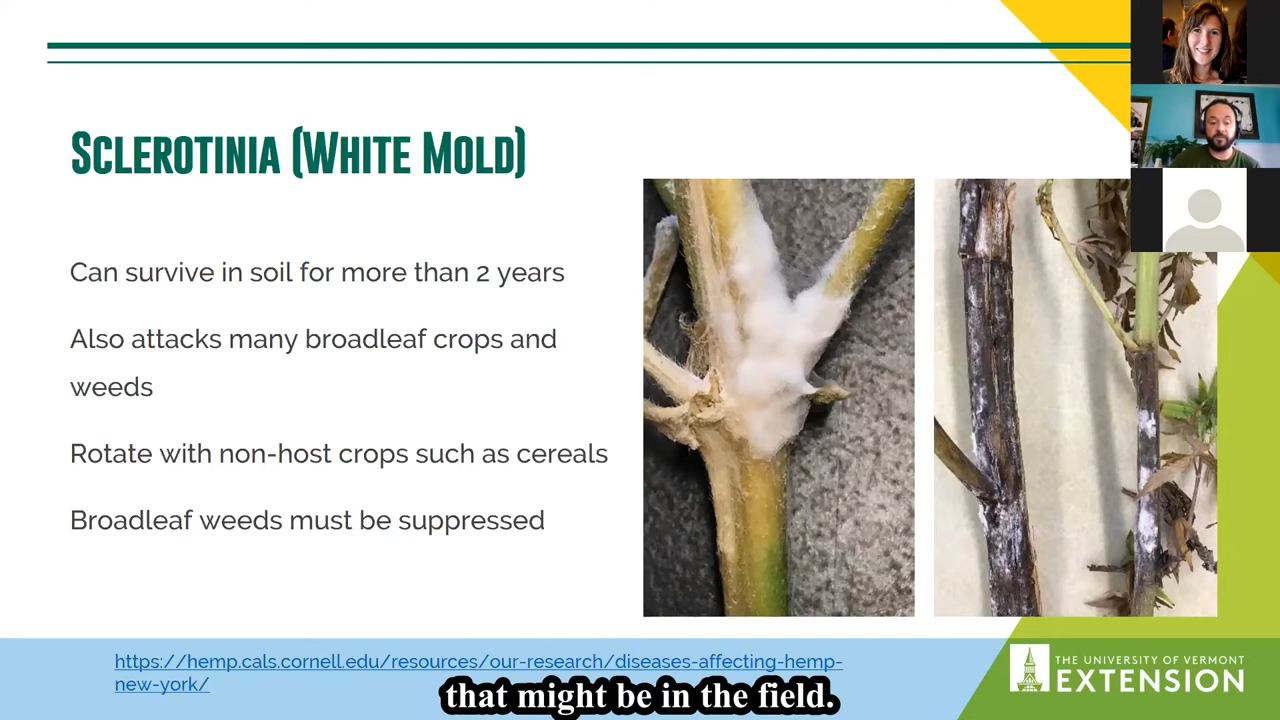 Sclerotinia (White Mold)
Can survive in soil for more than 2 years
Also attacks many broadleaf crops and
weeds
Rotate with non-host crops such as cereals
Broadleaf weeds must be suppressed
https://hemp.cals.cornell.edu/resources/our-research/diseases-affecting-hemp-
new-york/
that might be in the field.
THE UNIVERSITY OF VERMONT
EXTENSION